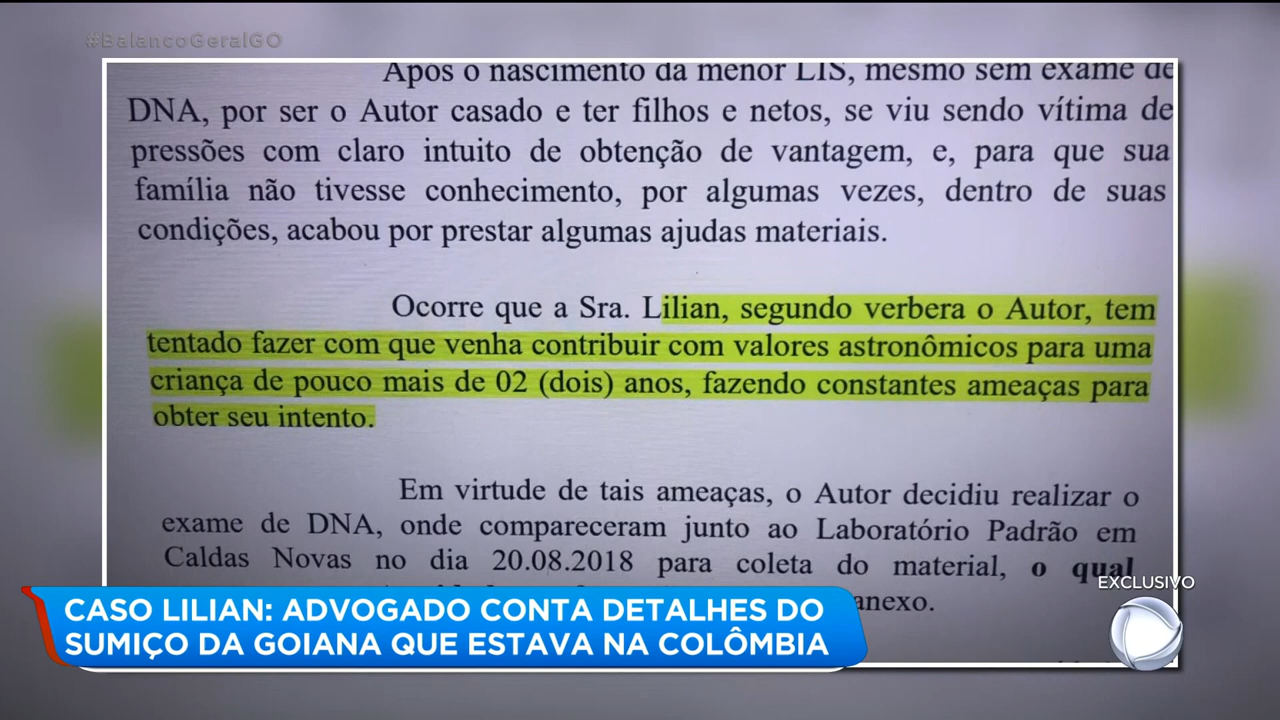 #BalancoGeralGO
Após o nascimento da menor LIS, mesmo sem exame de
DNA, por ser o Autor casado e ter filhos e netos, se viu sendo vítima de
pressões com claro intuito de obtenção de vantagem, e, para que sua
família não tivesse conhecimento, por algumas vezes, dentro de suas
condições, acabou por prestar algumas ajudas materiais.
Ocorre que a Sra. Lilian, segundo verbera o Autor, tem
tentado fazer com que venha contribuir com valores astronômicos para uma
criança de pouco mais de 02 (dois) anos, fazendo constantes ameaças para
obter seu intento.
Em virtude de tais ameaças, o Autor decidiu realizar o
exame de DNA, onde compareceram junto ao Laboratório Padrão em
Caldas Novas no dia 20.08.2018 para coleta do material, o qual
anexo.
EXCLUSIVO
CASO LILIAN: ADVOGADO CONTA DETALHES DO
SUMIÇO DA GOIANA QUE ESTAVA NA COLÔMBIA